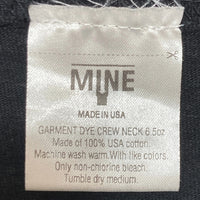 MINE
MADE IN USA
GARMENT DYE CREW NECK 6.5oz
Made of 100% USA cotton.
Machine wash warm. With like colors.
Only non-chlorine bleach.
Tumble dry medium.